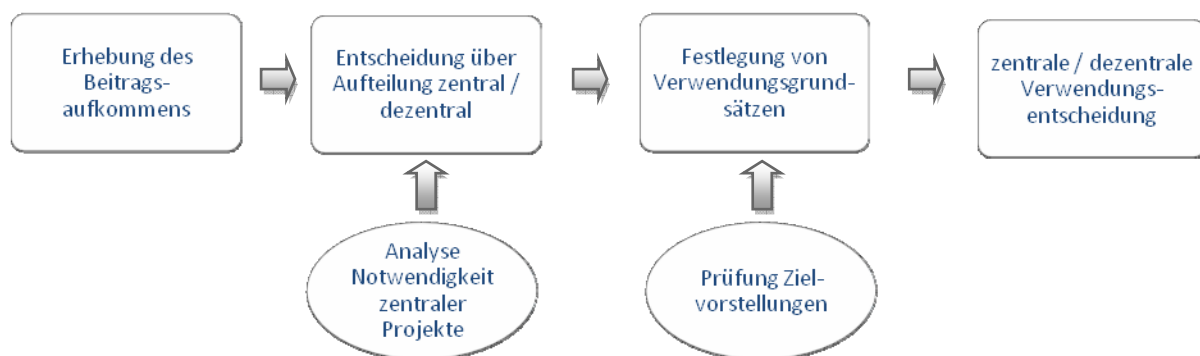 Erhebung des
Beitrags-
aufkommens
Entscheidung über
Aufteilung zentral /
dezentral
Festlegung von
Verwendungsgrund-
sätzen
zentrale / dezentrale
Verwendungs-
entscheidung
Analyse
Notwendigkeit
zentraler
Projekte
Prüfung Ziel-
vorstellungen